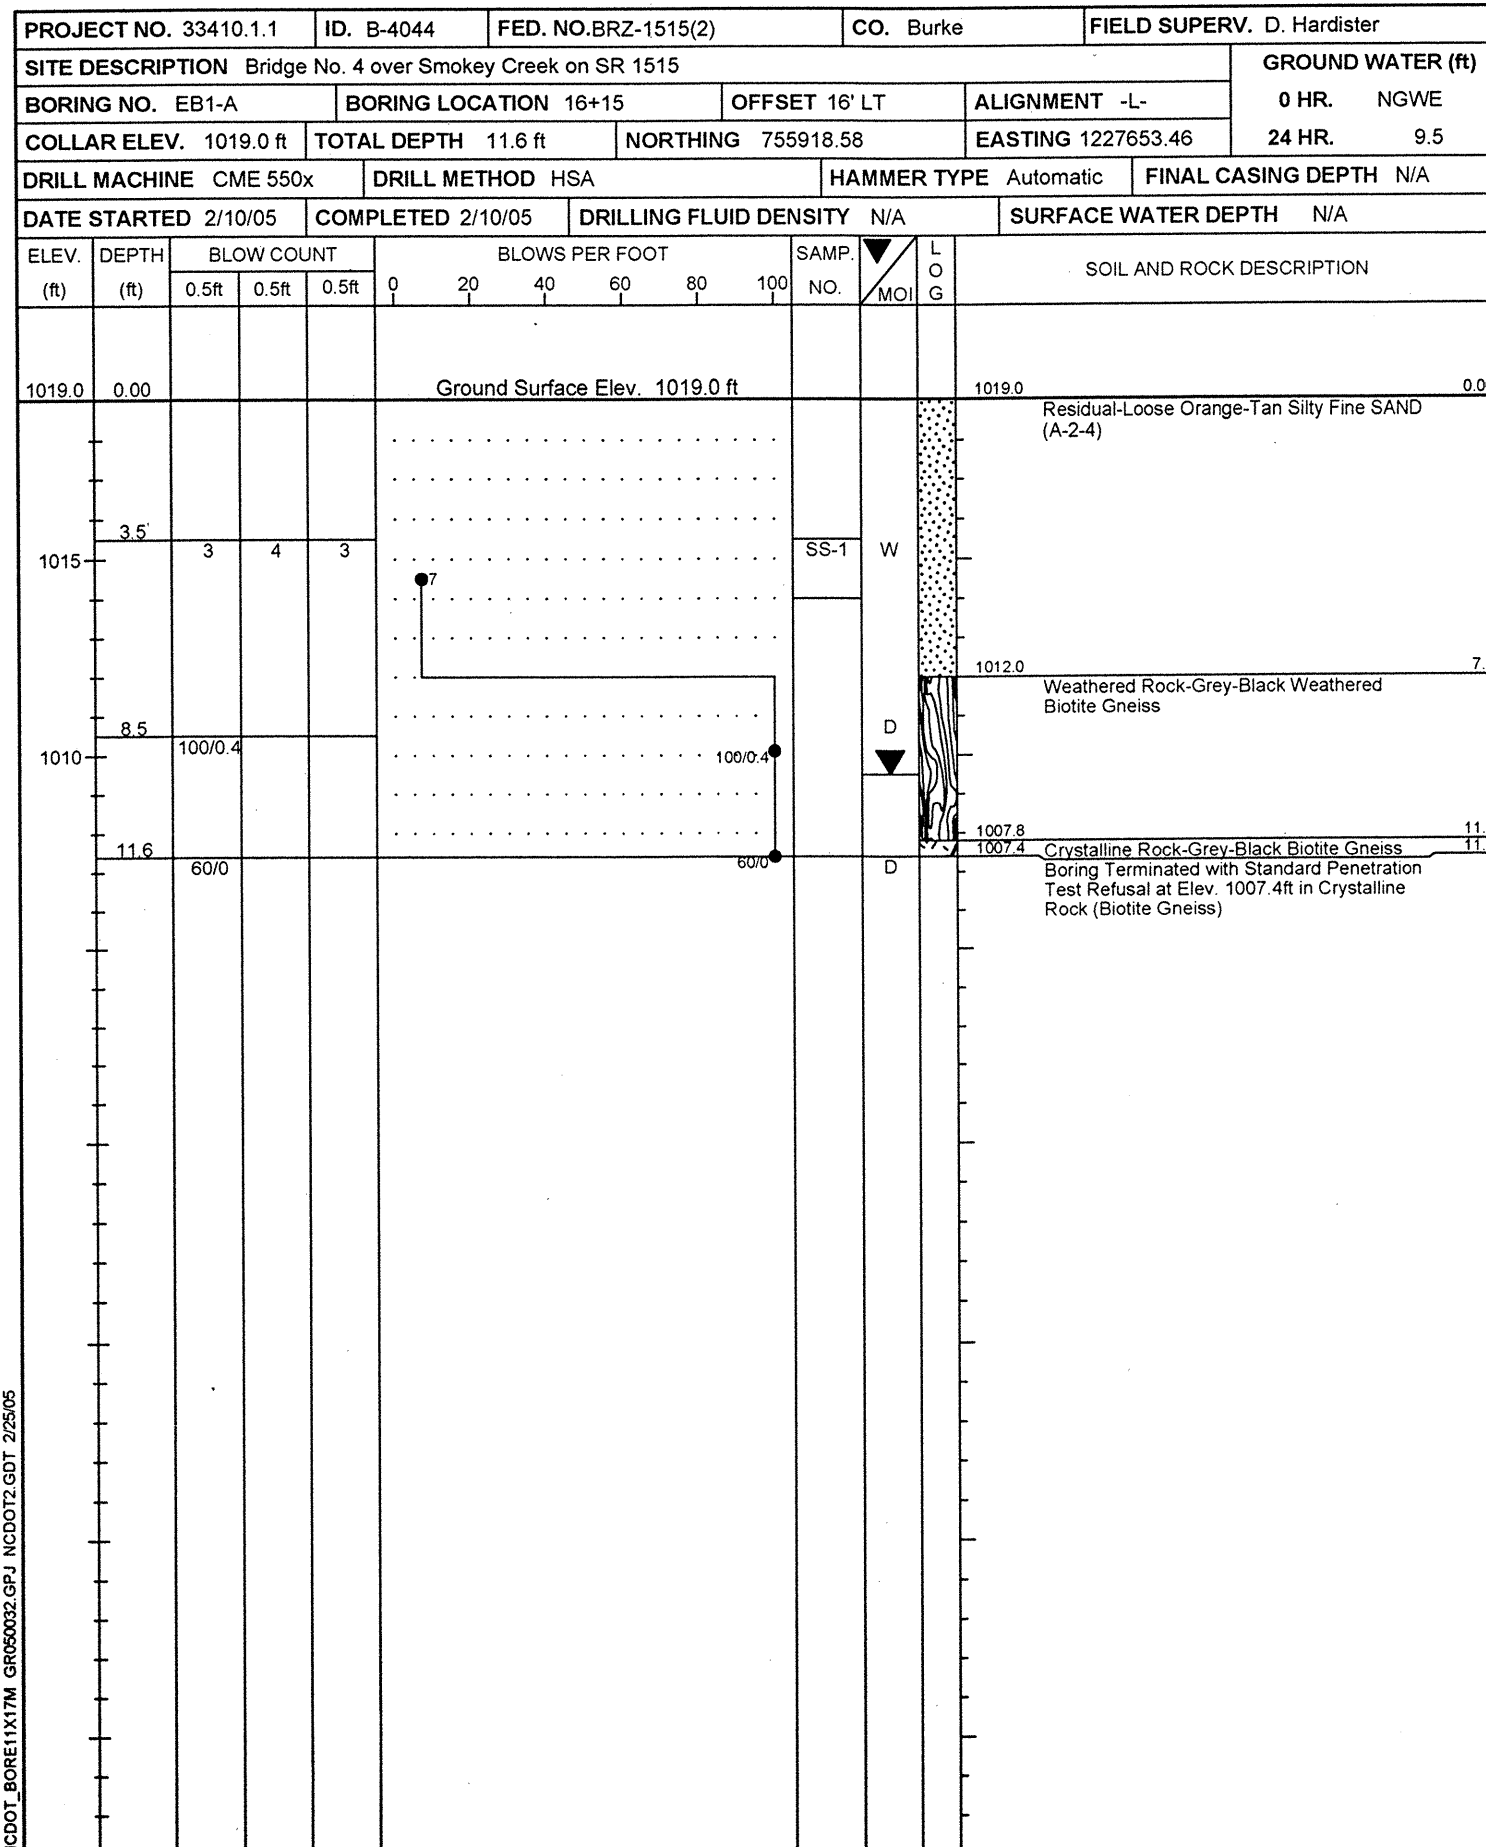 PROJECT NO. 33410.1.1 ID. B-4044 FED. NO.BRZ-1515(2) CO. Burke FIELD SUPERV. D. Hardister
SITE DESCRIPTION Bridge No. 4 over Smokey Creek on SR 1515 GROUND WATER (ft)
BORING NO. EB1-A BORING LOCATION 16+15 OFFSET 16' LT ALIGNMENT -L- 0 HR. NGWE
COLLAR ELEV. 1019.0 ft TOTAL DEPTH 11.6 ft NORTHING 755918.58 EASTING 1227653.46 24 HR. 9.5
DRILL MACHINE CME 550x DRILL METHOD HSA HAMMER TYPE Automatic FINAL CASING DEPTH N/A
DATE STARTED 2/10/05 COMPLETED 2/10/05 DRILLING FLUID DENSITY N/A SURFACE WATER DEPTH N/A
ELEV. DEPTH BLOW COUNT BLOWS PER FOOT SAMP. LOG SOIL AND ROCK DESCRIPTION
(ft) (ft) 0.5ft 0.5ft 0.5ft 0 20 40 60 80 100 NO. MOI
1019.0 0.00 Ground Surface Elev. 1019.0 ft 1019.0 0.0
Residual-Loose Orange-Tan Silty Fine SAND
(A-2-4)
3.5
3 4 3 SS-1 W
1015
7
1012.0 7.
Weathered Rock-Grey-Black Weathered
Biotite Gneiss
8.5 D
100/0.4
1010 100/0.4
1007.8 11.
11.6 1007.4 Crystalline Rock-Grey-Black Biotite Gneiss 11.
60/0 60/0 D
Boring Terminated with Standard Penetration
Test Refusal at Elev. 1007.4ft in Crystalline
Rock (Biotite Gneiss)
CDOT_BORE11X17M GR050032.GPJ NCDOT2.GDT 2/25/05